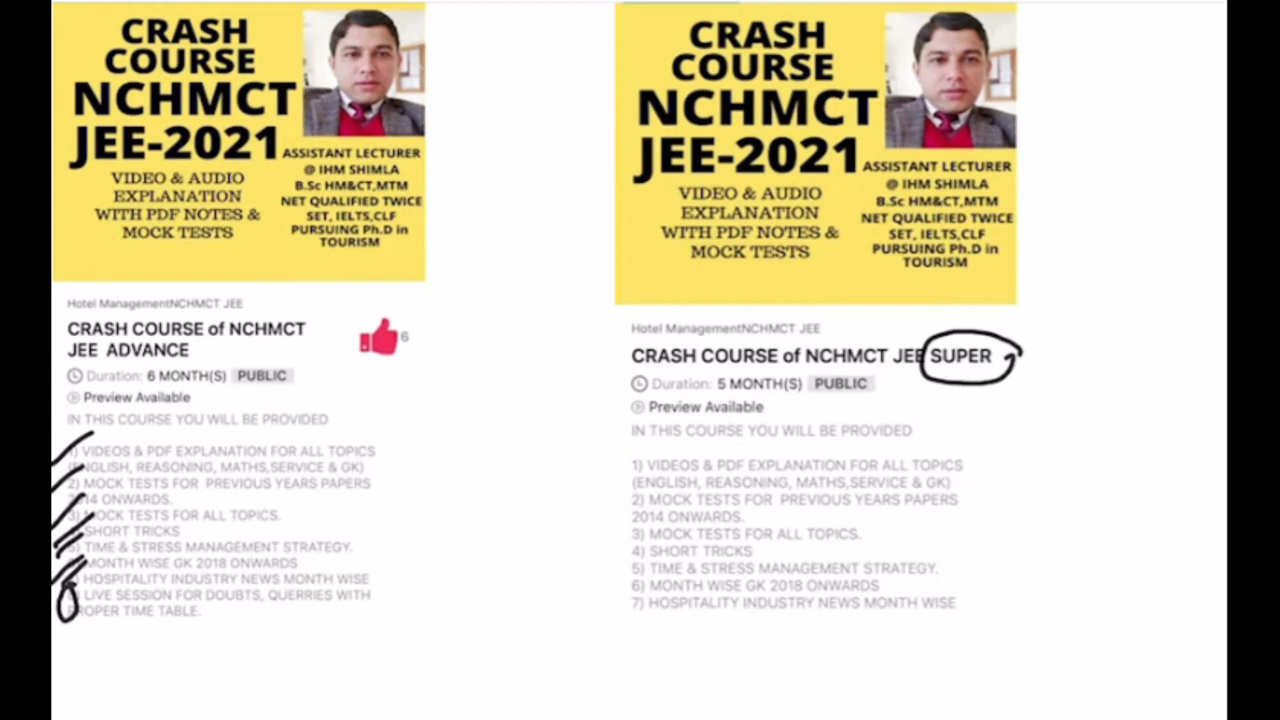 CRASH
COURSE
NCHMCT
JEE-2021
VIDEO & AUDIO
EXPLANATION
WITH PDF NOTES &
MOCK TESTS
ASSISTANT LECTURER
@ IHM SHIMLA
B.Sc HM&CT,MTM
NET QUALIFIED TWICE
SET, IELTS,CLF
PURSUING Ph.D in
TOURISM
Hotel ManagementNCHMCT JEE
CRASH COURSE of NCHMCT
JEE ADVANCE
6
Duration: 6 MONTH(S) PUBLIC
Preview Available
IN THIS COURSE YOU WILL BE PROVIDED
1) VIDEOS & PDF EXPLANATION FOR ALL TOPICS
(ENGLISH, REASONING, MATHS,SERVICE & GK)
2) MOCK TESTS FOR PREVIOUS YEARS PAPERS
2014 ONWARDS.
3) MOCK TESTS FOR ALL TOPICS.
SHORT TRICKS
5) TIME & STRESS MANAGEMENT STRATEGY.
MONTH WISE GK 2018 ONWARDS
HOSPITALITY INDUSTRY NEWS MONTH WISE
LIVE SESSION FOR DOUBTS, QUERRIES WITH
PROPER TIME TABLE.
CRASH
COURSE
NCHMCT
JEE-2021
VIDEO & AUDIO
EXPLANATION
WITH PDF NOTES &
MOCK TESTS
ASSISTANT LECTURER
@ IHM SHIMLA
B.Sc HM&CT,MTM
NET QUALIFIED TWICE
SET, IELTS,CLF
PURSUING Ph.D in
TOURISM
Hotel ManagementNCHMCT JEE
CRASH COURSE of NCHMCT JEE SUPER
Duration: 5 MONTH(S) PUBLIC
Preview Available
IN THIS COURSE YOU WILL BE PROVIDED
1) VIDEOS & PDF EXPLANATION FOR ALL TOPICS
(ENGLISH, REASONING, MATHS,SERVICE & GK)
2) MOCK TESTS FOR PREVIOUS YEARS PAPERS
2014 ONWARDS.
3) MOCK TESTS FOR ALL TOPICS.
4) SHORT TRICKS
5) TIME & STRESS MANAGEMENT STRATEGY.
6) MONTH WISE GK 2018 ONWARDS
7) HOSPITALITY INDUSTRY NEWS MONTH WISE